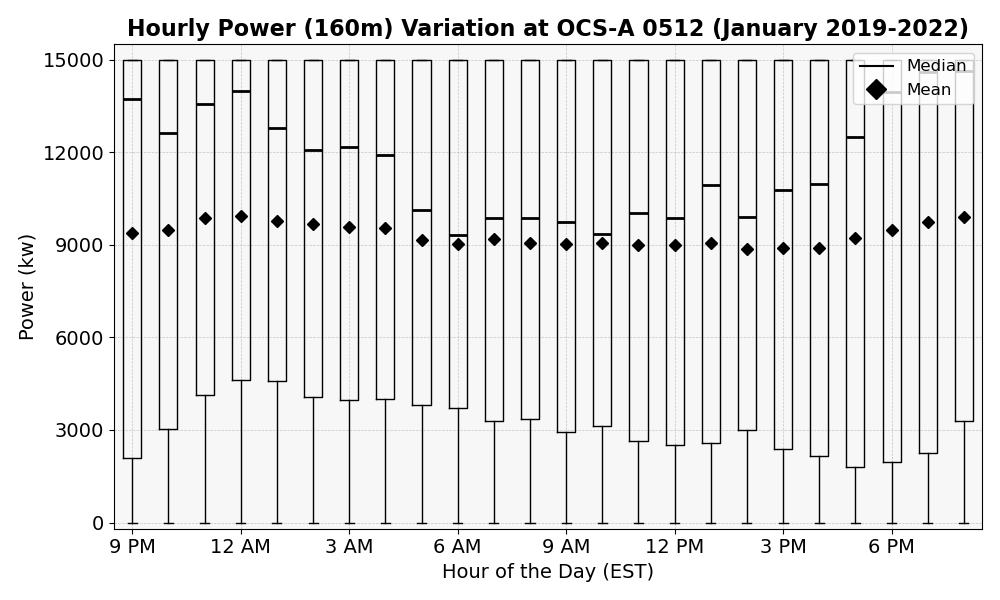 Hourly Power (160m) Variation at OCS-A 0512 (January 2019-2022)
Median
Mean
Power (kw)
15000
12000
9000
6000
3000
0
9 PM 12 AM 3 AM 6 AM 9 AM 12 PM 3 PM 6 PM
Hour of the Day (EST)